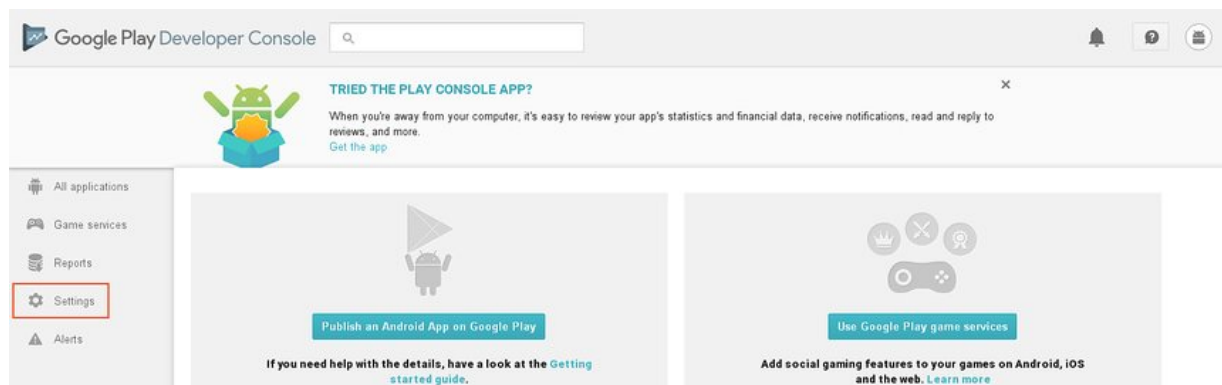 Google Play Developer Console
TRIED THE PLAY CONSOLE APP?
When you're away from your computer, it's easy to review your app's statistics and financial data, receive notifications, read and reply to
reviews, and more.
Get the app
All applications
Game services
Reports
Settings
Alerts
Publish an Android App on Google Play
If you need help with the details, have a look at the Getting
started guide.
Use Google Play game services
Add social gaming features to your games on Android, iOS
and the web. Learn more